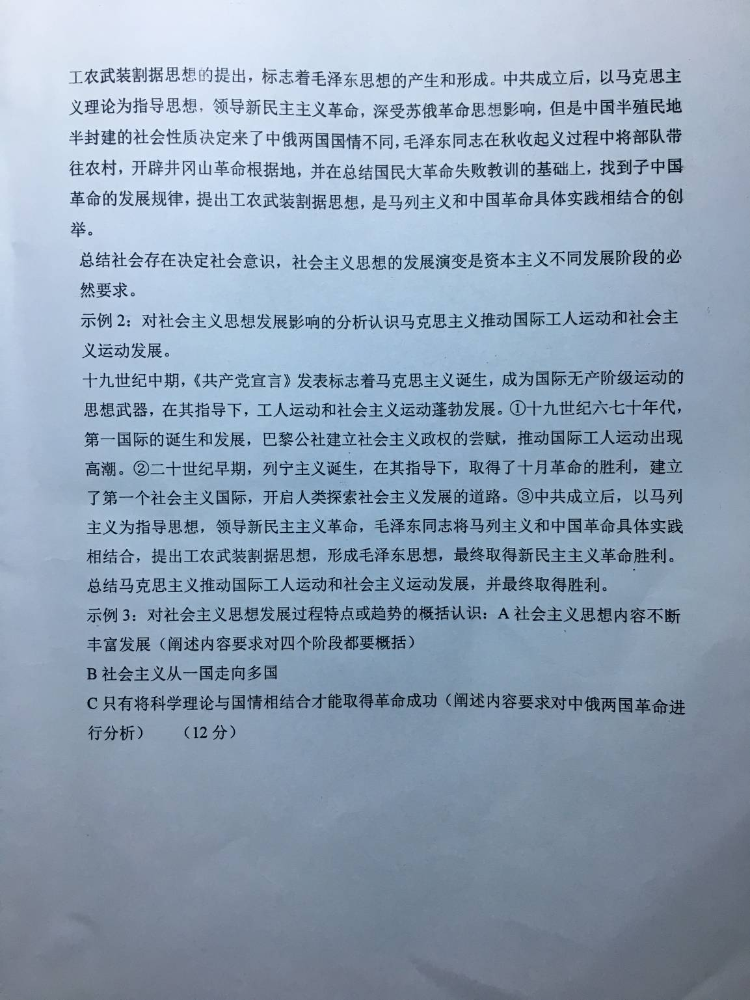 工农武装割据思想的提出，标志着毛泽东思想的产生和形成。中共成立后，以马克思主
义理论为指导思想，领导新民主主义革命，深受苏俄革命思想影响，但是中国半殖民地
半封建的社会性质决定来了中俄两国国情不同，毛泽东同志在秋收起义过程中将部队带
往农村，开辟井冈山革命根据地，并在总结国民大革命失败教训的基础上，找到子中国
革命的发展规律，提出工农武装割据思想，是马列主义和中国革命具体实践相结合的创
举。
总结社会存在决定社会意识，社会主义思想的发展演变是资本主义不同发展阶段的必
然要求。
示例 2：对社会主义思想发展影响的分析认识马克思主义推动国际工人运动和社会主
义运动发展。
十九世纪中期，《共产党宣言》发表标志着马克思主义诞生，成为国际无产阶级运动的
思想武器，在其指导下，工人运动和社会主义运动蓬勃发展。①十九世纪六七十年代，
第一国际的诞生和发展，巴黎公社建立社会主义政权的尝赋，推动国际工人运动出现
高潮。②二十世纪早期，列宁主义诞生，在其指导下，取得了十月革命的胜利，建立
了第一个社会主义国际，开启人类探索社会主义发展的道路。③中共成立后，以马列
主义为指导思想，领导新民主主义革命，毛泽东同志将马列主义和中国革命具体实践
相结合，提出工农武装割据思想，形成毛泽东思想，最终取得新民主主义革命胜利。
总结马克思主义推动国际工人运动和社会主义运动发展，并最终取得胜利。
示例 3：对社会主义思想发展过程特点或趋势的概括认识：A 社会主义思想内容不断
丰富发展（阐述内容要求对四个阶段都要概括）
B 社会主义从一国走向多国
C 只有将科学理论与国情相结合才能取得革命成功（阐述内容要求对中俄两国革命进
行分析） （12 分）